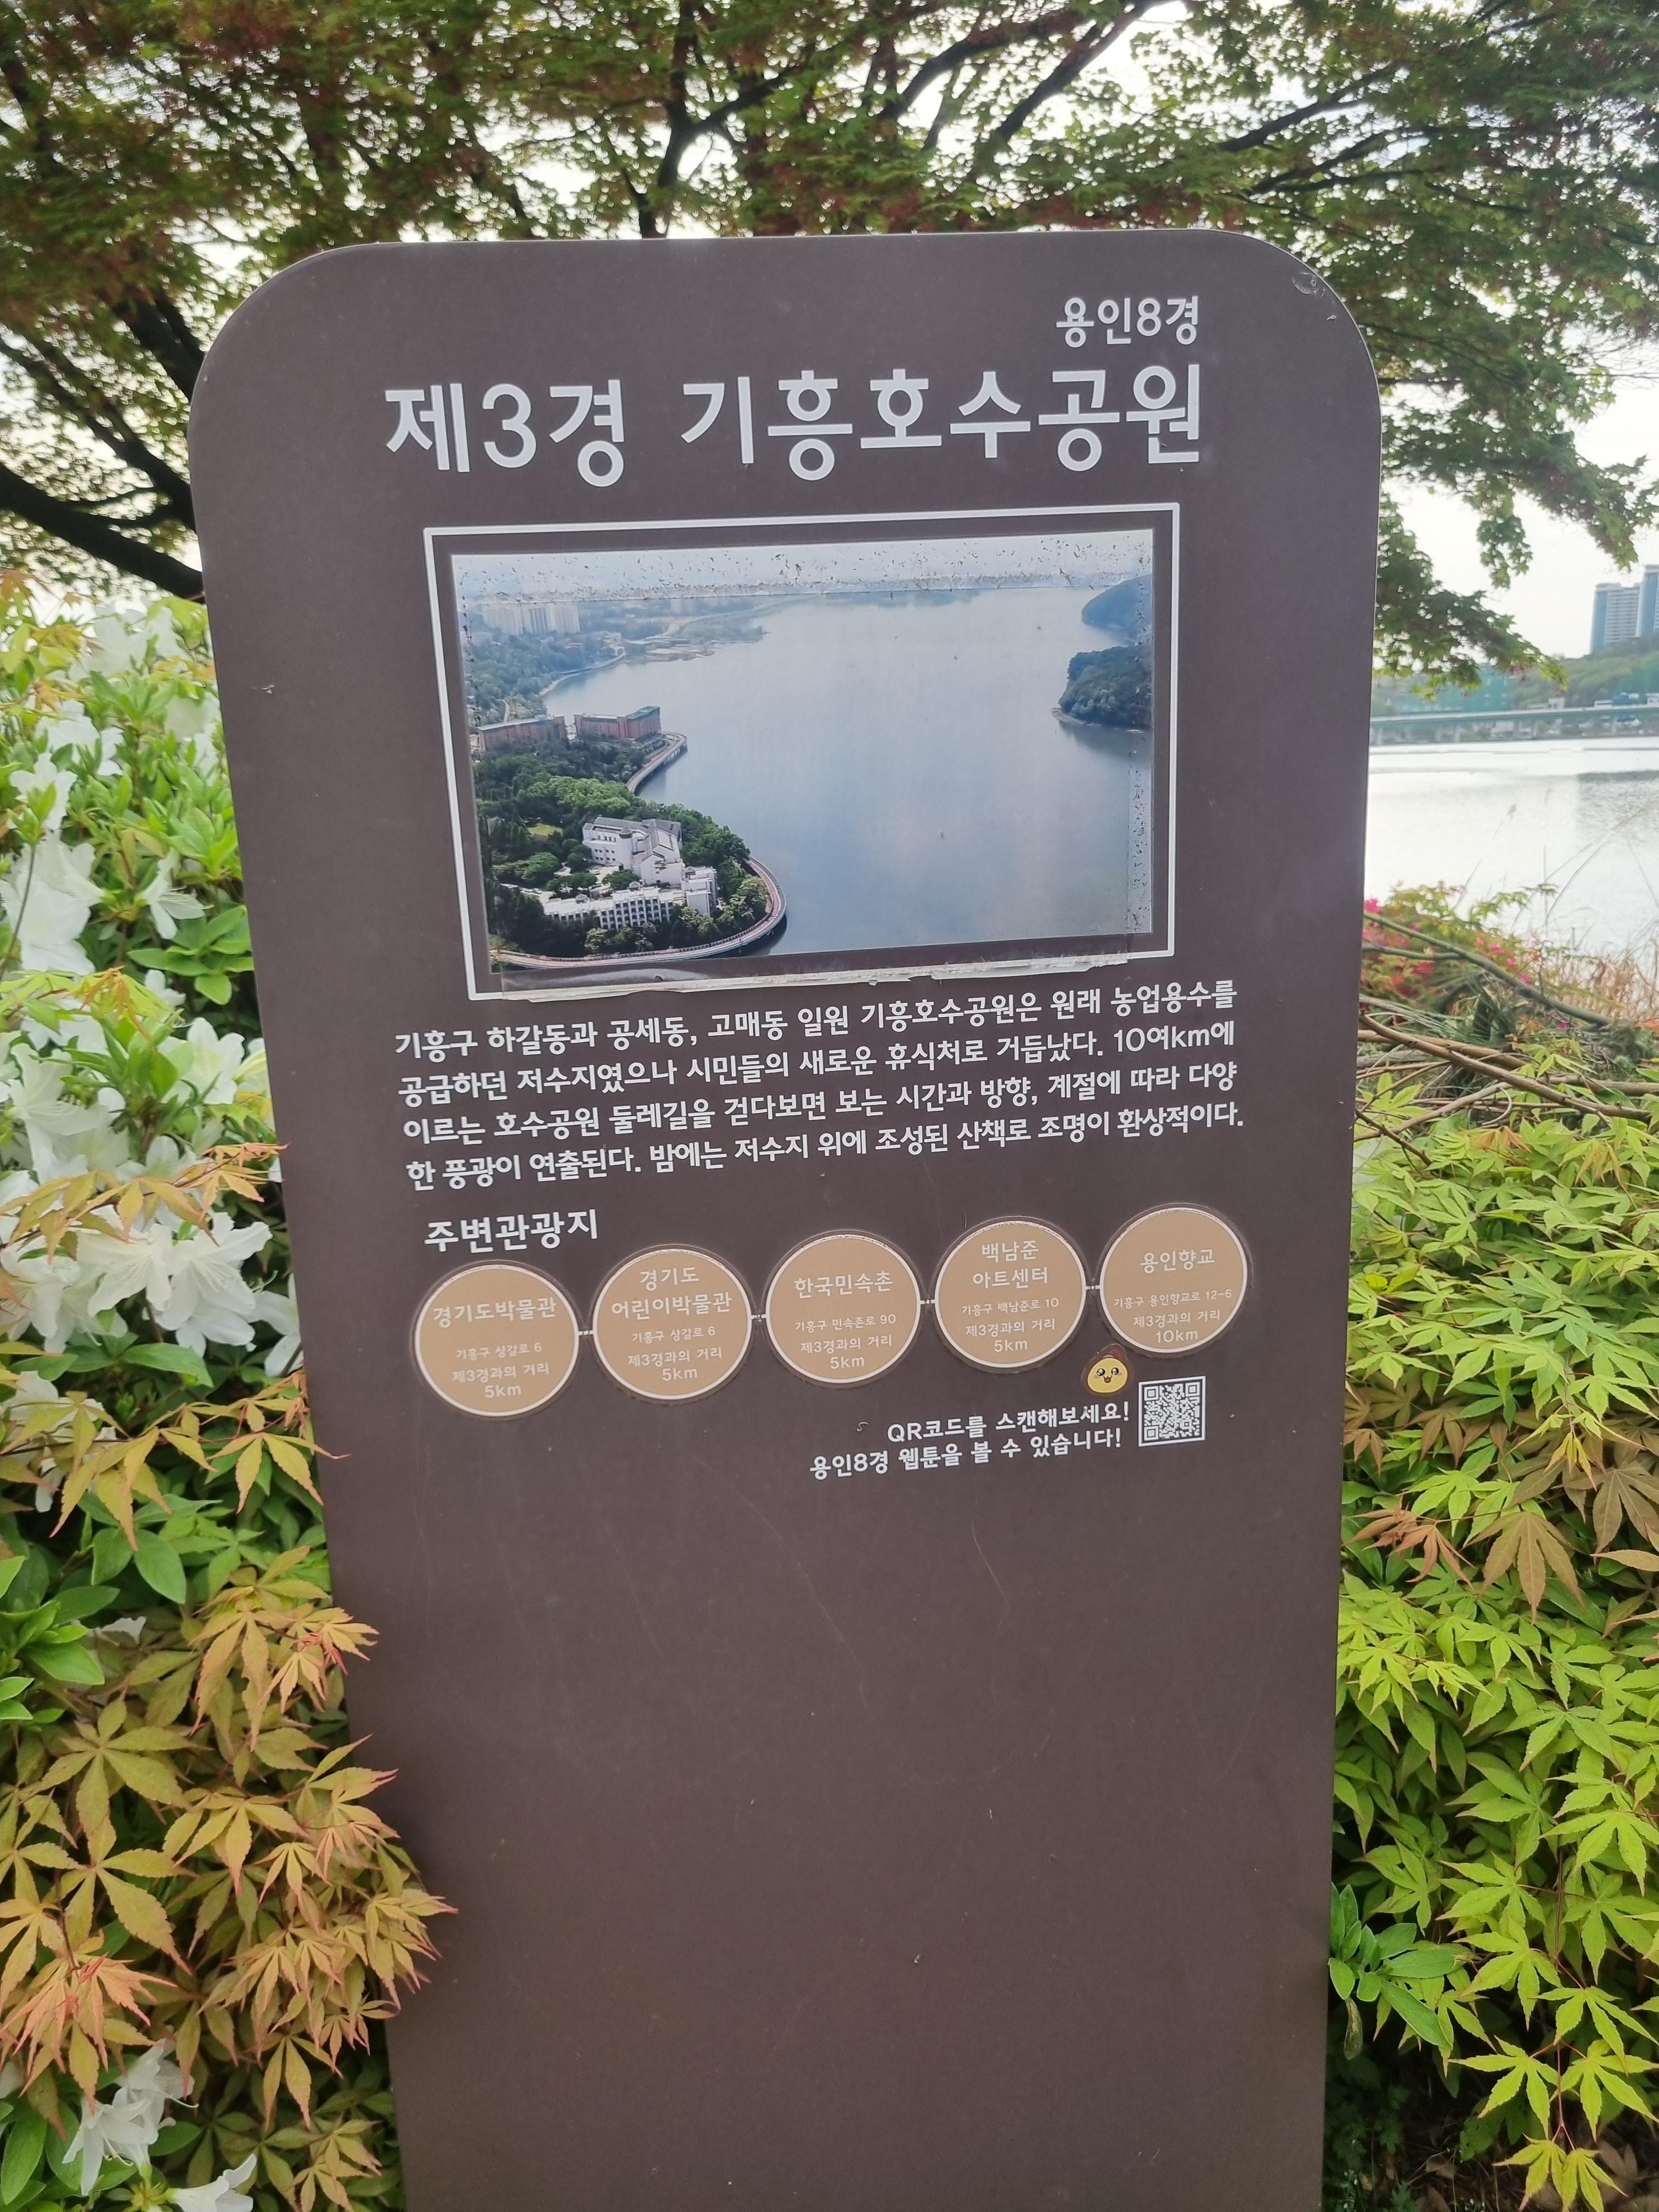 용인8경
제3경 기흥호수공원
기흥구 하갈동과 공세동, 고매동 일원 기흥호수공원은 원래 농업용수를
공급하던 저수지였으나 시민들의 새로운 휴식처로 거듭났다. 10여km에
이르는 호수공원 둘레길을 걷다보면 보는 시간과 방향, 계절에 따라 다양
한 풍광이 연출된다. 밤에는 저수지 위에 조성된 산책로 조명이 환상적이다.
주변관광지
경기도박물관
기흥구 상갈로 6
제3경과의 거리
5km
경기도
어린이박물관
기흥구 상갈로 6
제3경과의 거리
5km
한국민속촌
기흥구 민속촌로 90
제3경과의 거리
5km
백남준
아트센터
기흥구 백남준로 10
제3경과의 거리
5km
용인향교
기흥구 용인향교로 12-6
제3경과의 거리
10km
QR코드를 스캔해보세요!
용인8경 웹툰을 볼 수 있습니다!